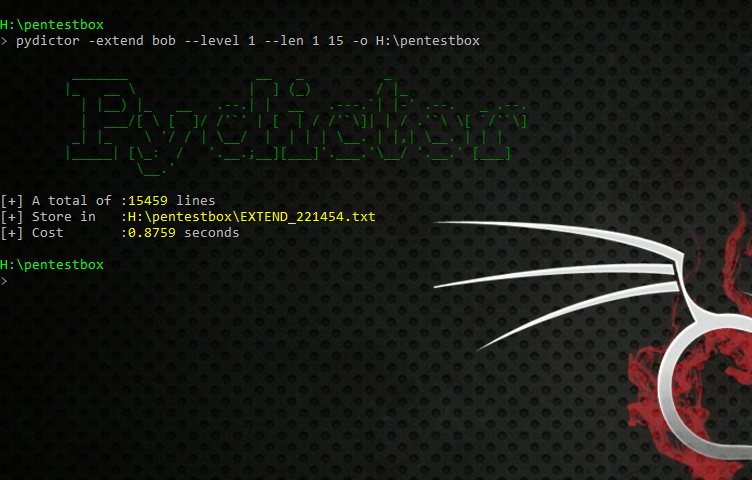 H:\pentestbox
> pydictor -extend bob --level 1 --len 1 15 -o H:\pentestbox
Pydictor
[+] A total of :15459 lines
[+] Store in :H:\pentestbox\EXTEND_221454.txt
[+] Cost :0.8759 seconds
H:\pentestbox
>